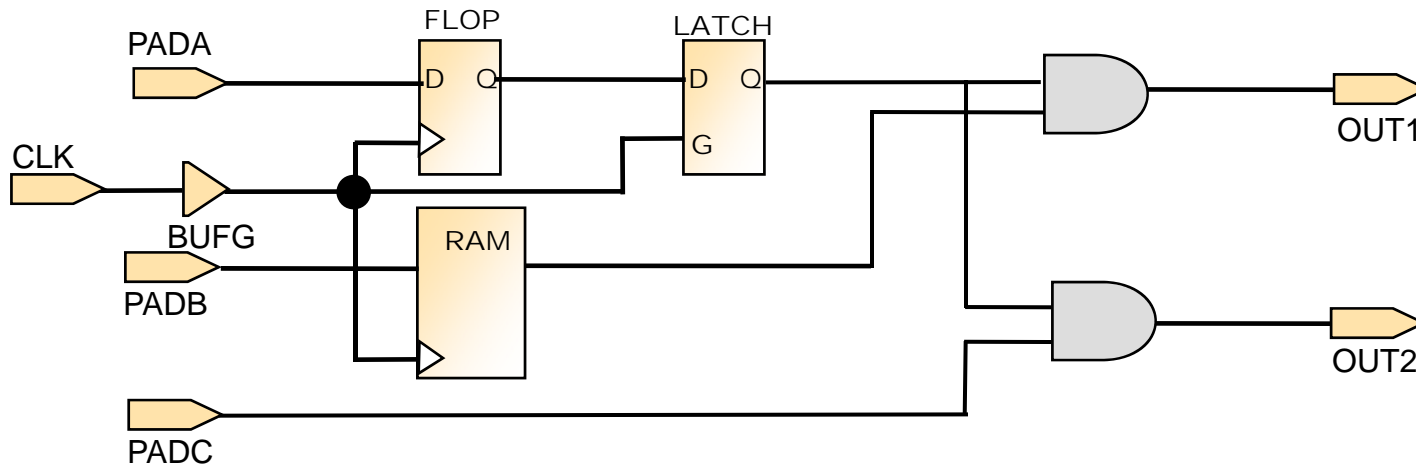 FLOP
LATCH
PADA
D Q
D Q
OUT1
G
CLK
BUFG
RAM
PADB
OUT2
PADC